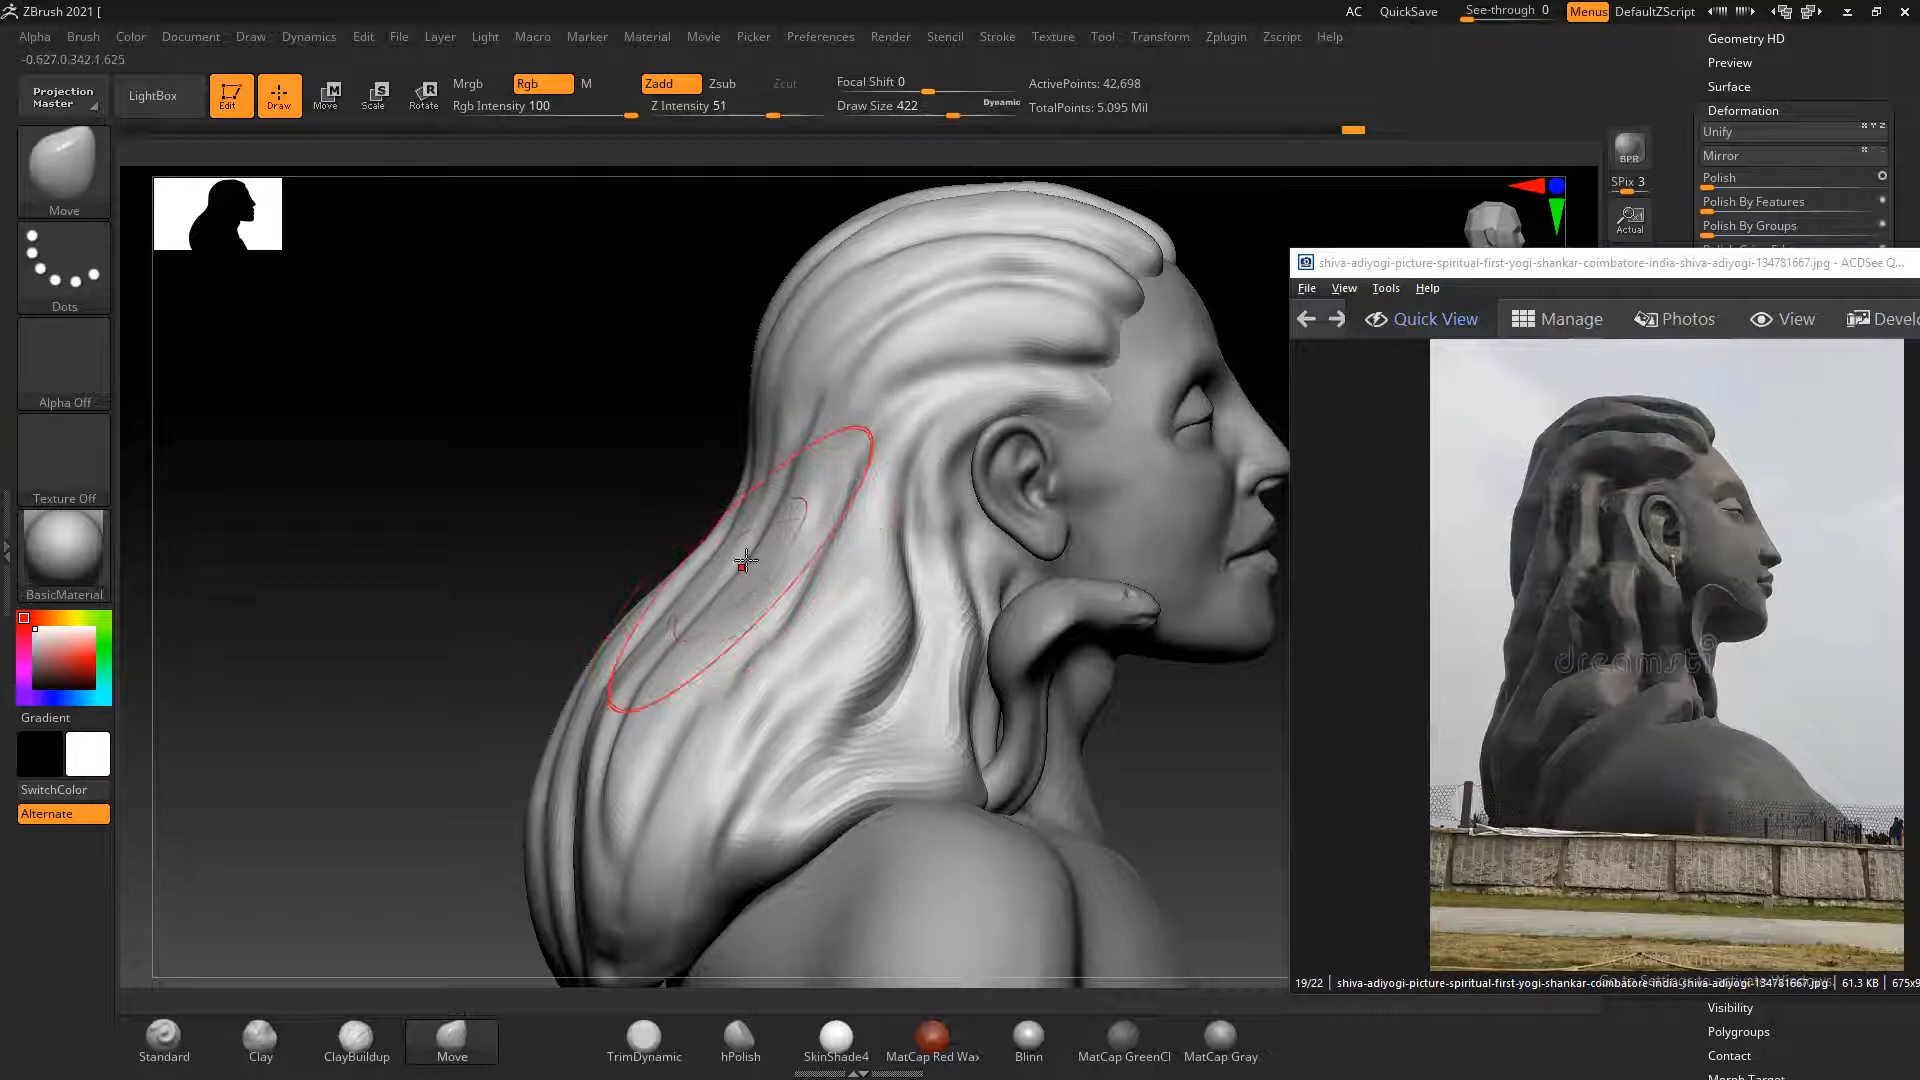 ZBrush 2021 [
AC
QuickSave
See-through 0
Menus
DefaultZScript
Alpha Brush Color Document Draw Dynamics Edit File Layer Light Macro Marker Material Movie Picker Preferences Render Stencil Stroke Texture Tool Transform Zplugin Zscript Help
-0.627,0.342,1.625
Projection Master
LightBox
Edit
Draw
Move
Scale
Rotate
Mrgb
Rgb
M
Rgb Intensity 100
Zadd
Zsub
Zcut
Z Intensity 51
Focal Shift 0
Draw Size 422
Dynamic
ActivePoints: 42,698
TotalPoints: 5.095 Mil
Move
Dots
Alpha Off
Texture Off
BasicMaterial
Gradient
SwitchColor
Alternate
BPR
SPix 3
Actual
Geometry HD
Preview
Surface
Deformation
Unify
X Y Z
Mirror
X
Polish
Polish By Features
Polish By Groups
shiva-adiyogi-picture-spiritual-first-yogi-shankar-coimbatore-india-shiva-adiyogi-134781667.jpg - ACDSee Q...
File View Tools Help
Quick View
Manage
Photos
View
Develo
dreamsti
19/22
shiva-adiyogi-picture-spiritual-first-yogi-shankar-coimbatore-india-shiva-adiyogi-134781667.jpg
61.3 KB
675x9
Visibility
Polygroups
Contact
Morph Target
Standard
Clay
ClayBuildup
Move
TrimDynamic
hPolish
SkinShade4
MatCap Red Wax
Blinn
MatCap GreenCl
MatCap Gray